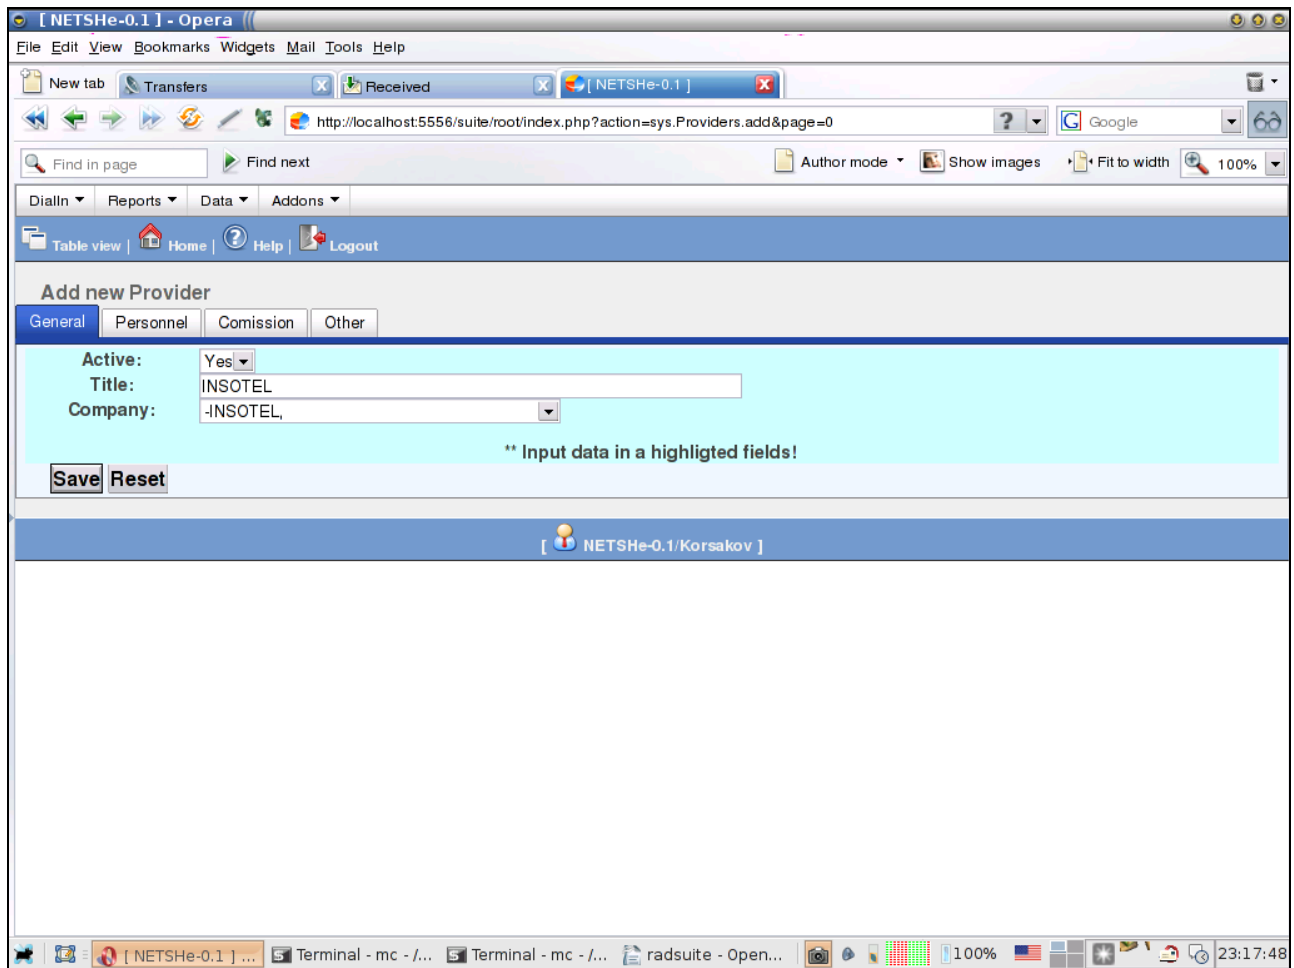 [ NETSHe-0.1 ] - Opera
File Edit View Bookmarks Widgets Mail Tools Help
New tab Transfers Received [ NETSHe-0.1 ]
http://localhost:5556/suite/root/index.php?action=sys.Providers.add&page=0 ? G Google
Find in page Find next Author mode Show images Fit to width 100%
DialIn Reports Data Addons
Table view | Home | Help | Logout
Add new Provider
General Personnel Comission Other
Active: Yes
Title: INSOTEL
Company: -INSOTEL,
** Input data in a highligted fields!
Save Reset
[ NETSHe-0.1/Korsakov ]
[ NETSHe-0.1 ] ... Terminal - mc - /... Terminal - mc - /... radsuite - Open... 100% 23:17:48